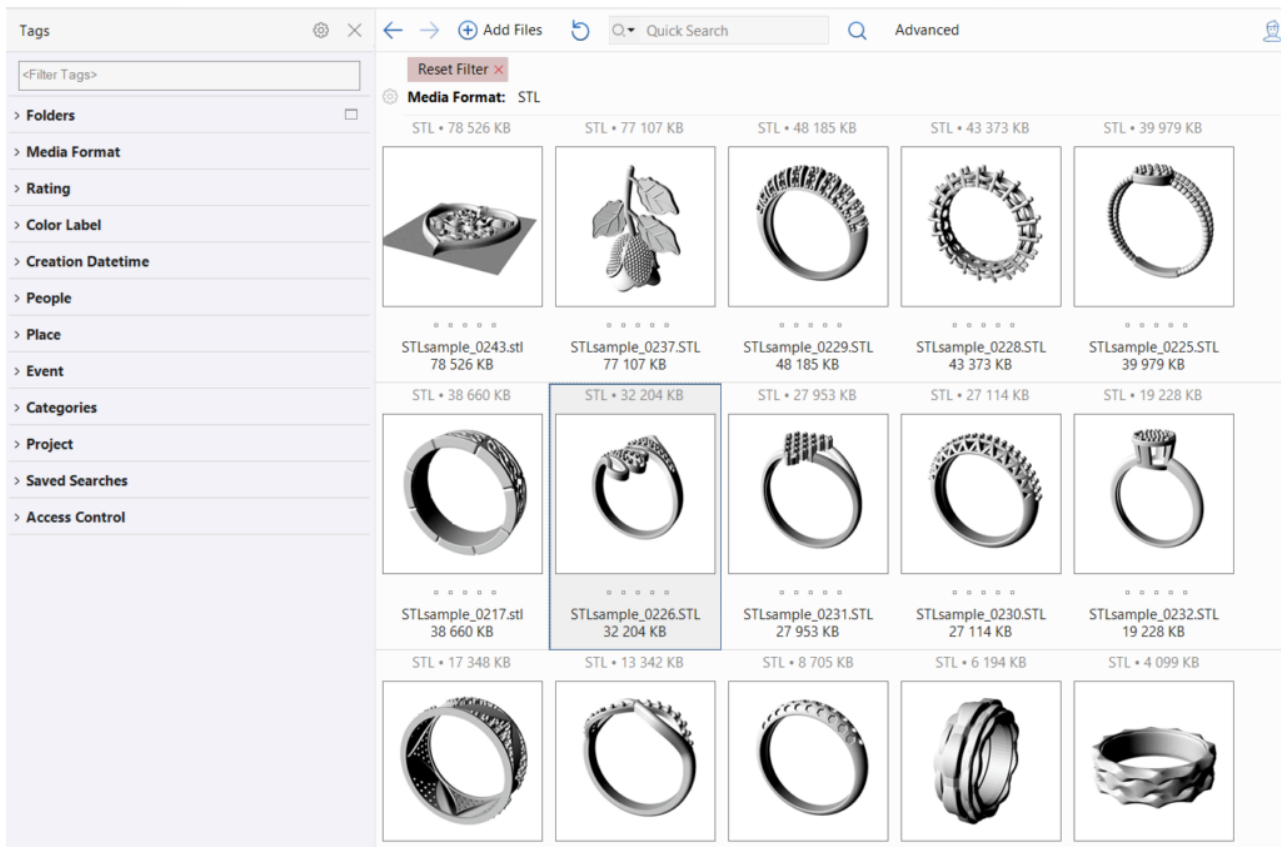 Tags
Add Files
Quick Search
Advanced
<Filter Tags>
Folders
Media Format
Rating
Color Label
Creation Datetime
People
Place
Event
Categories
Project
Saved Searches
Access Control
Reset Filter ×
Media Format: STL
STL • 78 526 KB STL • 77 107 KB STL • 48 185 KB STL • 43 373 KB STL • 39 979 KB
STLsample_0243.stl STLsample_0237.STL STLsample_0229.STL STLsample_0228.STL STLsample_0225.STL
78 526 KB 77 107 KB 48 185 KB 43 373 KB 39 979 KB
STL • 38 660 KB STL • 32 204 KB STL • 27 953 KB STL • 27 114 KB STL • 19 228 KB
STLsample_0217.stl STLsample_0226.STL STLsample_0231.STL STLsample_0230.STL STLsample_0232.STL
38 660 KB 32 204 KB 27 953 KB 27 114 KB 19 228 KB
STL • 17 348 KB STL • 13 342 KB STL • 8 705 KB STL • 6 194 KB STL • 4 099 KB